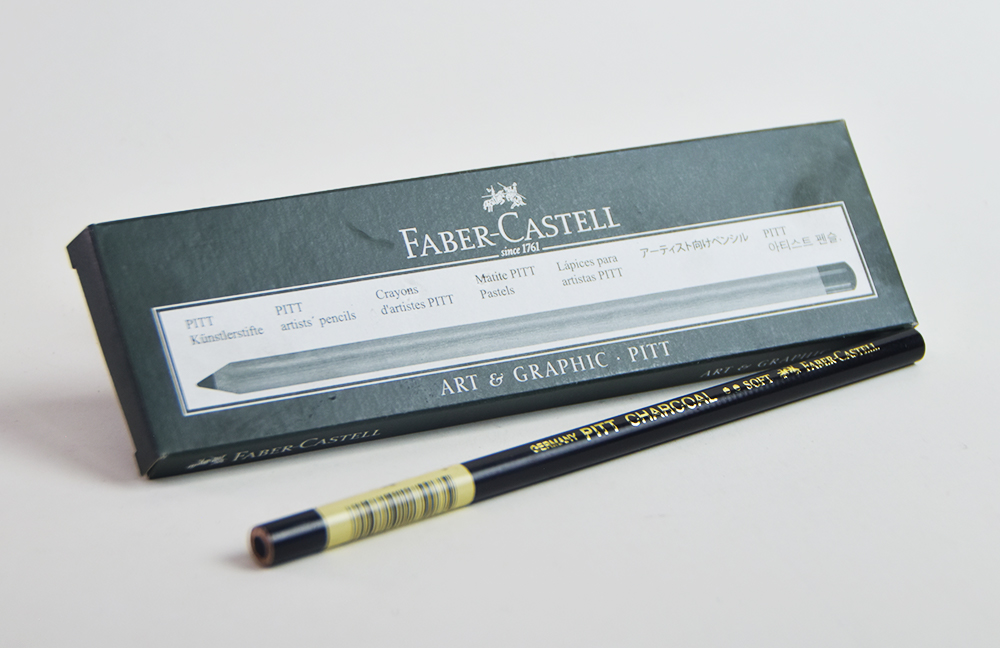 FABER-CASTELL
since 1761
PITT
Künstlerstifte
PITT
artists' pencils
Crayons
d'artistes PITT
Matite PITT
Pastels
Lápices para
artistas PITT
アーティスト向けペンシル
PITT
아티스트 펜슬.
ART & GRAPHIC · PITT
FABER-CASTELL
ART & GRAPHIC
GERMANY PITT CHARCOAL SOFT FABER-CASTELL